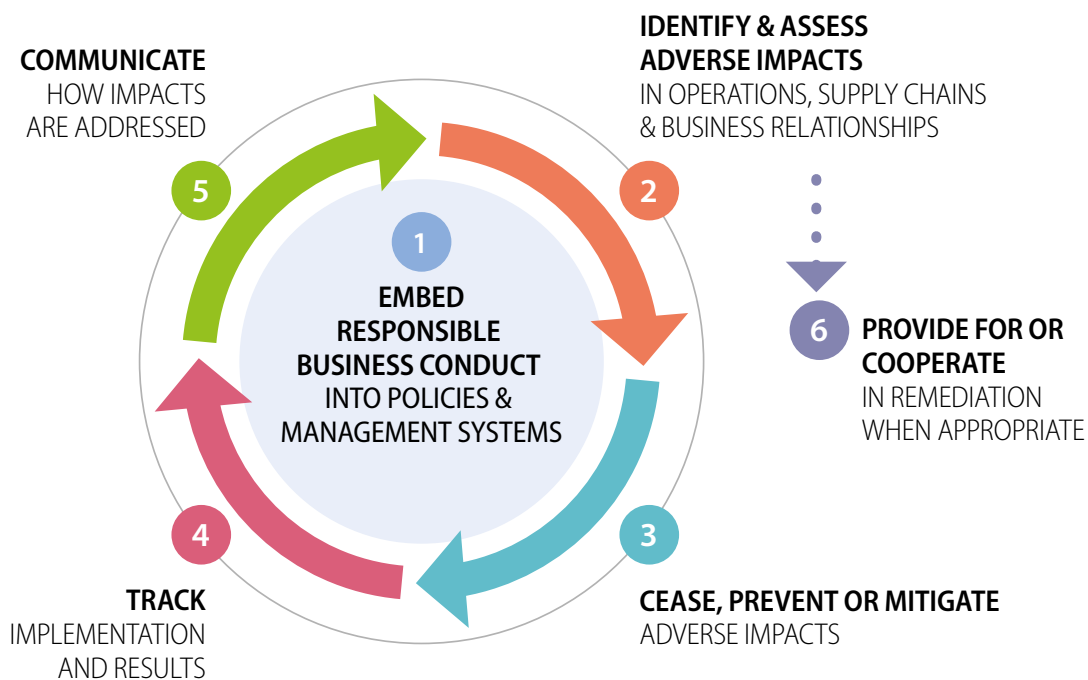 1
EMBED
RESPONSIBLE
BUSINESS CONDUCT
INTO POLICIES &
MANAGEMENT SYSTEMS
IDENTIFY & ASSESS
ADVERSE IMPACTS
IN OPERATIONS, SUPPLY CHAINS
& BUSINESS RELATIONSHIPS
2
3
CEASE, PREVENT OR MITIGATE
ADVERSE IMPACTS
4
TRACK
IMPLEMENTATION
AND RESULTS
COMMUNICATE
HOW IMPACTS
ARE ADDRESSED
5
6
PROVIDE FOR OR
COOPERATE
IN REMEDIATION
WHEN APPROPRIATE